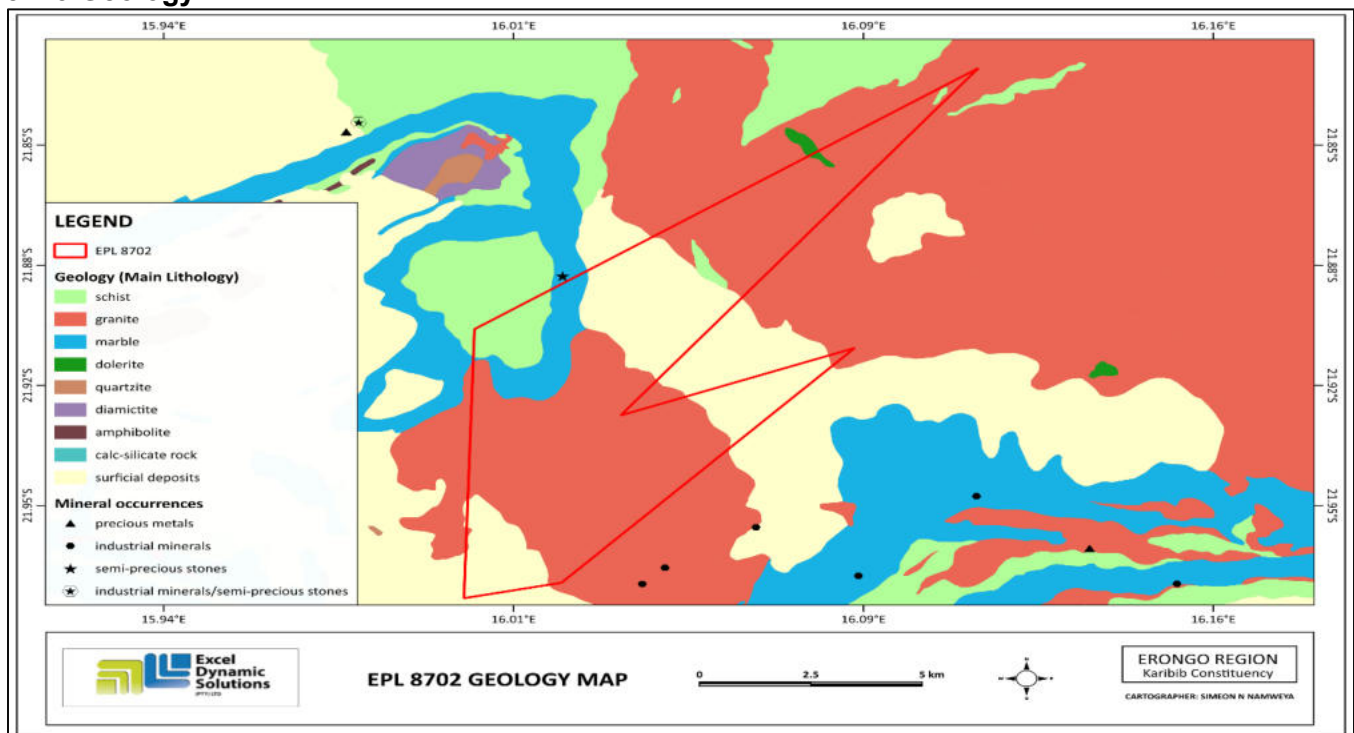 15.94°E 16.01°E 16.09°E 16.16°E
21.85°S 21.85°S
21.88°S 21.88°S
21.92°S 21.92°S
21.95°S 21.95°S
LEGEND
EPL 8702
Geology (Main Lithology)
schist
granite
marble
dolerite
quartzite
diamictite
amphibolite
calc-silicate rock
surficial deposits
Mineral occurrences
precious metals
industrial minerals
semi-precious stones
industrial minerals/semi-precious stones
15.94°E 16.01°E 16.09°E 16.16°E
Excel
Dynamic
Solutions
(PTY) LTD
EPL 8702 GEOLOGY MAP
0 2.5 5 km
ERONGO REGION
Karibib Constituency
CARTOGRAPHER: SIMEON N NAMWEYA